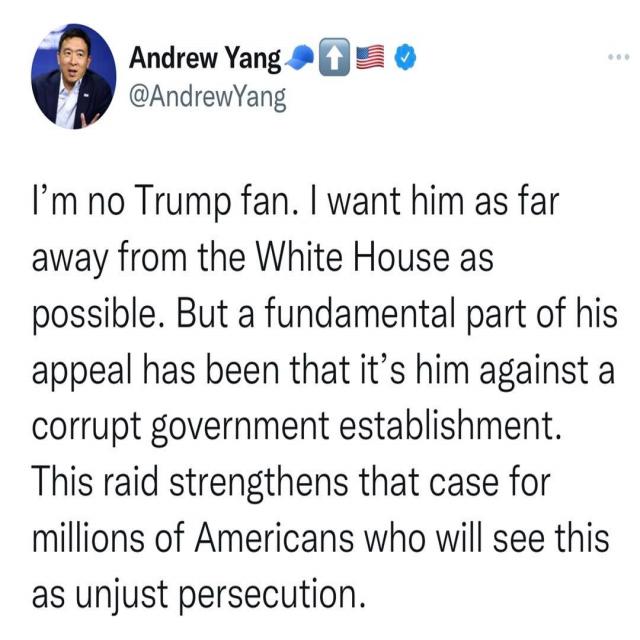 Andrew Yang🧢⬆️🇺🇸
@AndrewYang
I’m no Trump fan. I want him as far
away from the White House as
possible. But a fundamental part of his
appeal has been that it’s him against a
corrupt government establishment.
This raid strengthens that case for
millions of Americans who will see this
as unjust persecution.